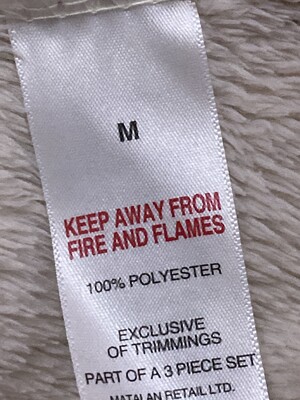 M
KEEP AWAY FROM
FIRE AND FLAMES
100% POLYESTER
EXCLUSIVE
OF TRIMMINGS
PART OF A 3 PIECE SET
MATALAN RETAIL LTD.